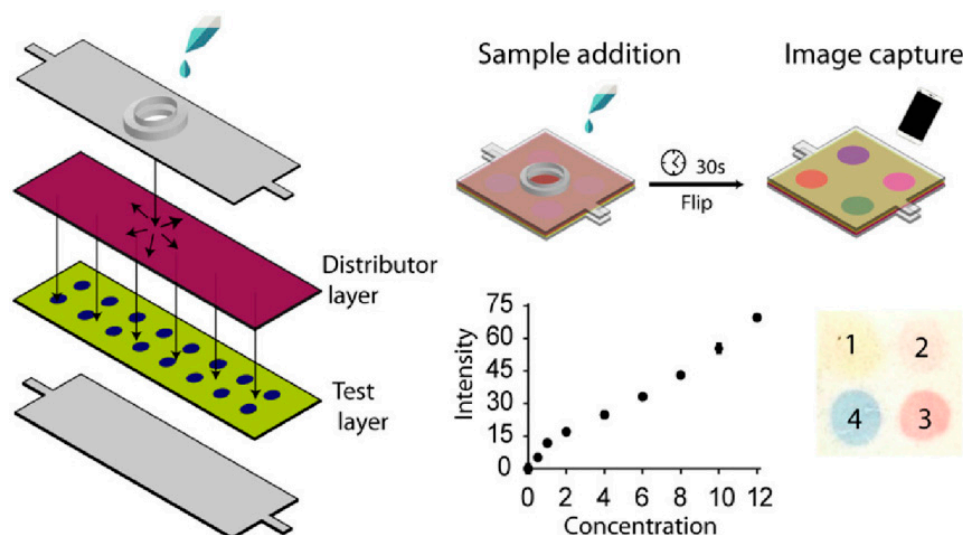 Distributor
layer
Test
layer
Sample addition
30s
Flip
Image capture
Intensity
75
60
45
30
15
0
0 2 4 6 8 10 12
Concentration
1 2
4 3